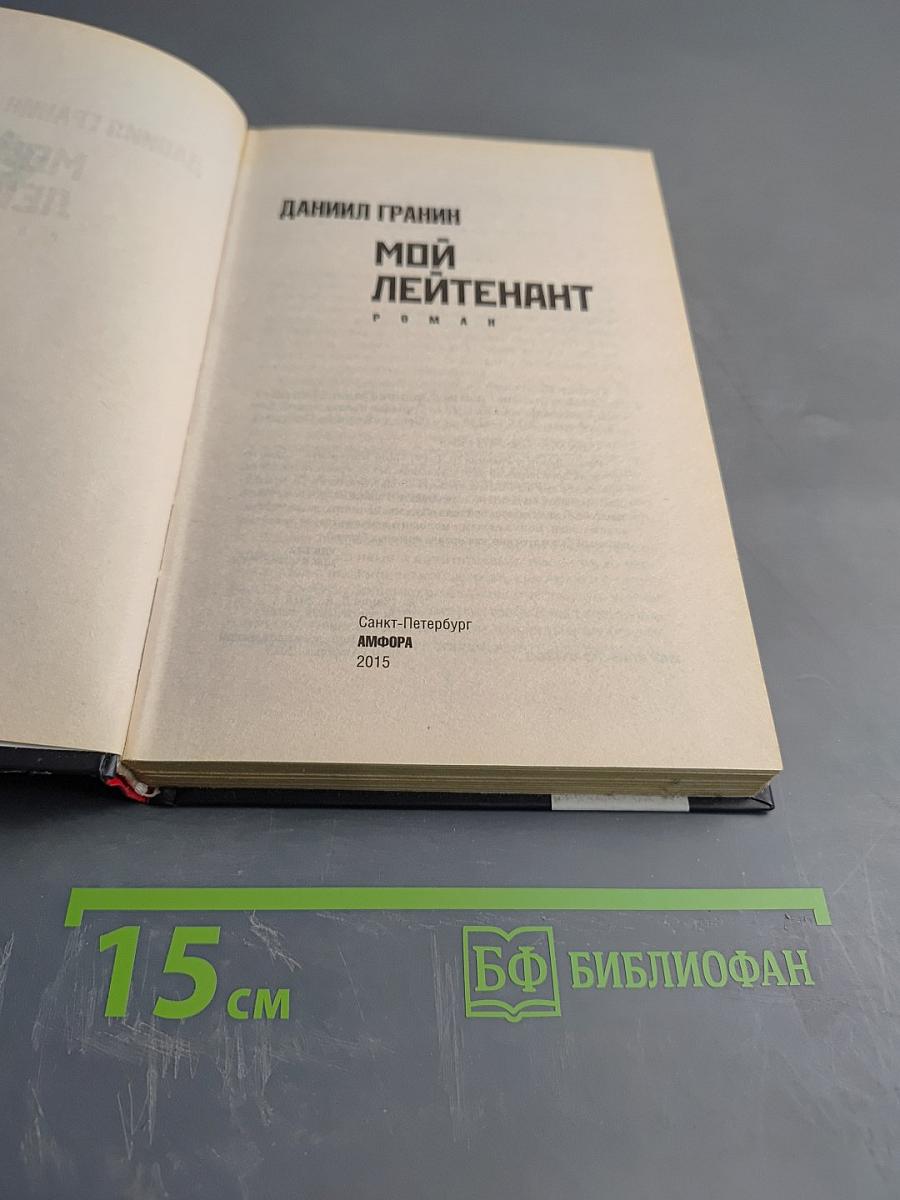 ДАНИИЛ ГРАНИН
МОЙ
ЛЕЙТЕНАНТ
РОМАН
Санкт-Петербург
АМФОРА
2015
15 см
БФ БИБЛИОФАН